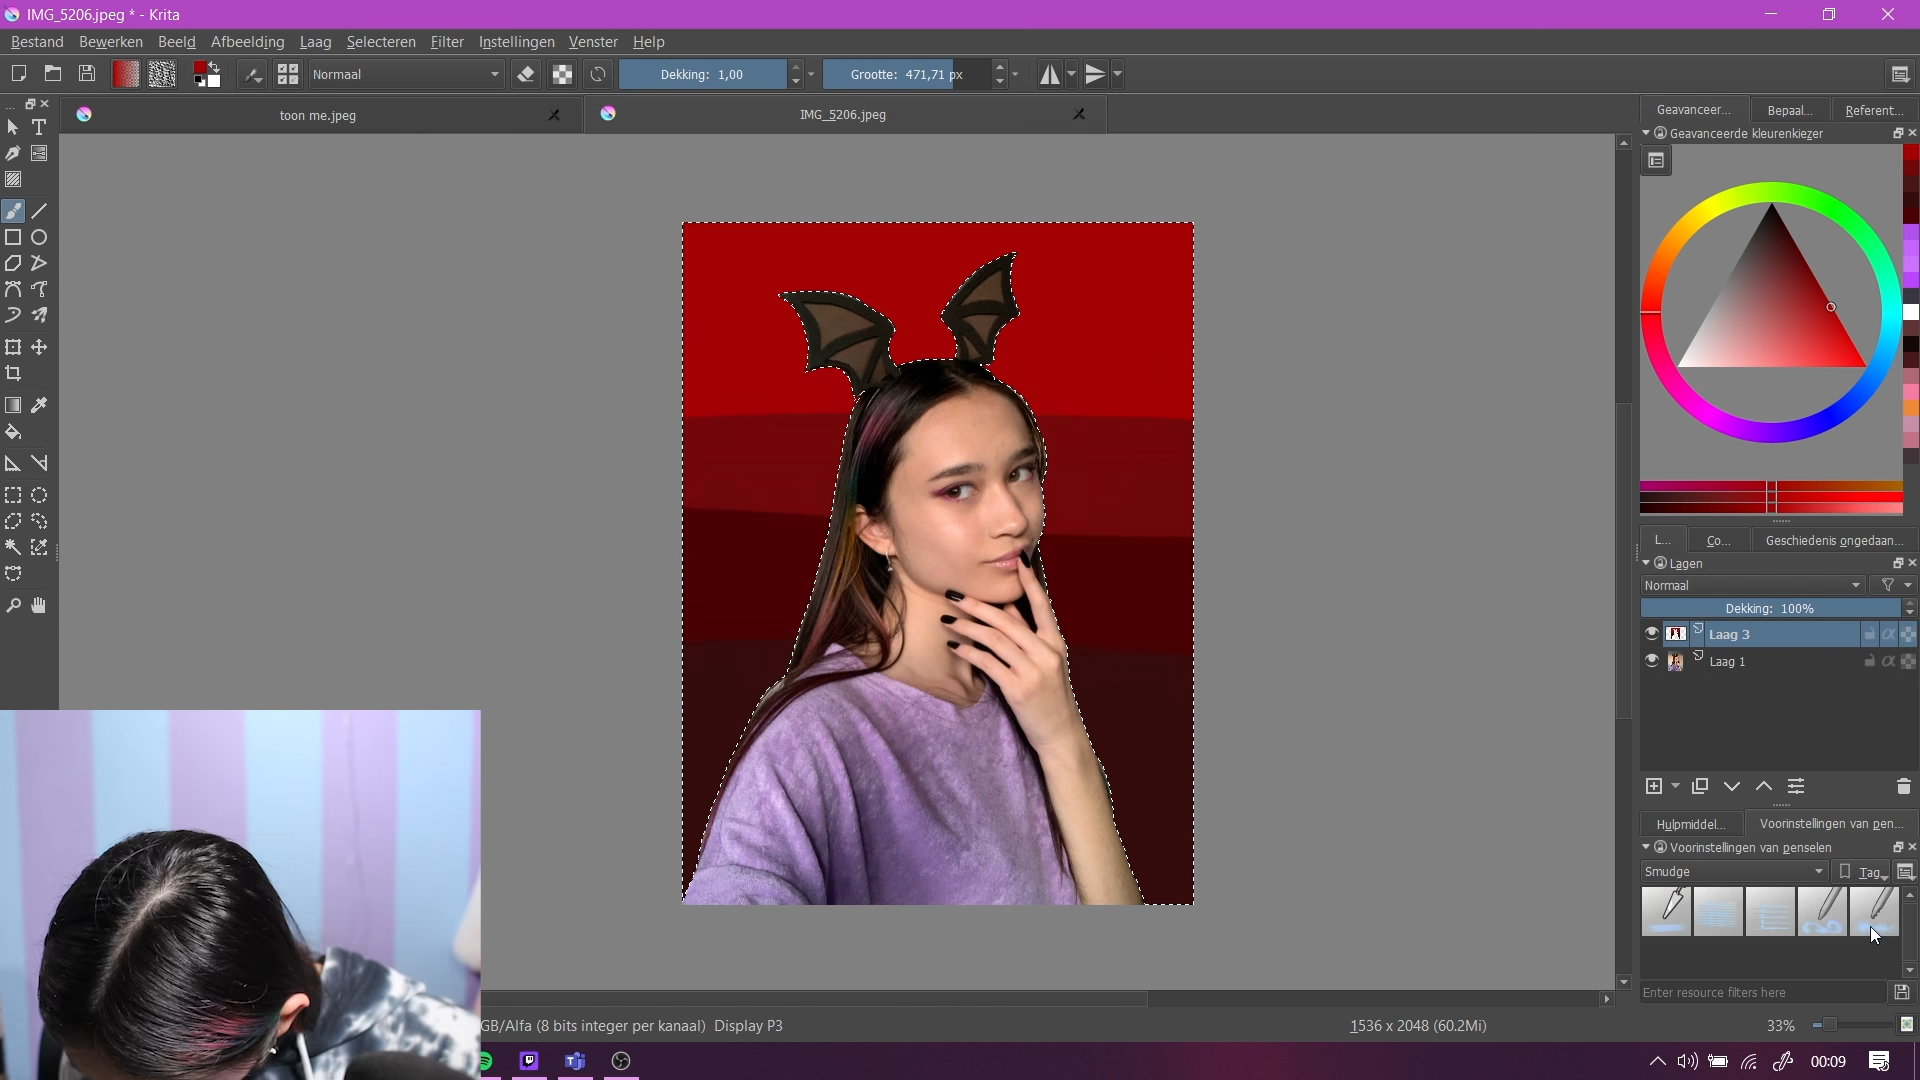 IMG_5206.jpeg * - Krita
Bestand Bewerken Beeld Afbeelding Laag Selecteren Filter Instellingen Venster Help
Normaal Dekking: 1,00 Grootte: 471,71 px
toon me.jpeg IMG_5206.jpeg
Geavanceer... Bepaal... Referent...
Geavanceerde kleurenkiezer
L... Co... Geschiedenis ongedaan...
Lagen
Normaal
Dekking: 100%
Laag 3
Laag 1
Hulpmiddel... Voorinstellingen van pen...
Voorinstellingen van penselen
Smudge Tag
Enter resource filters here
GB/Alfa (8 bits integer per kanaal) Display P3 1536 x 2048 (60.2Mi) 33%
00:09